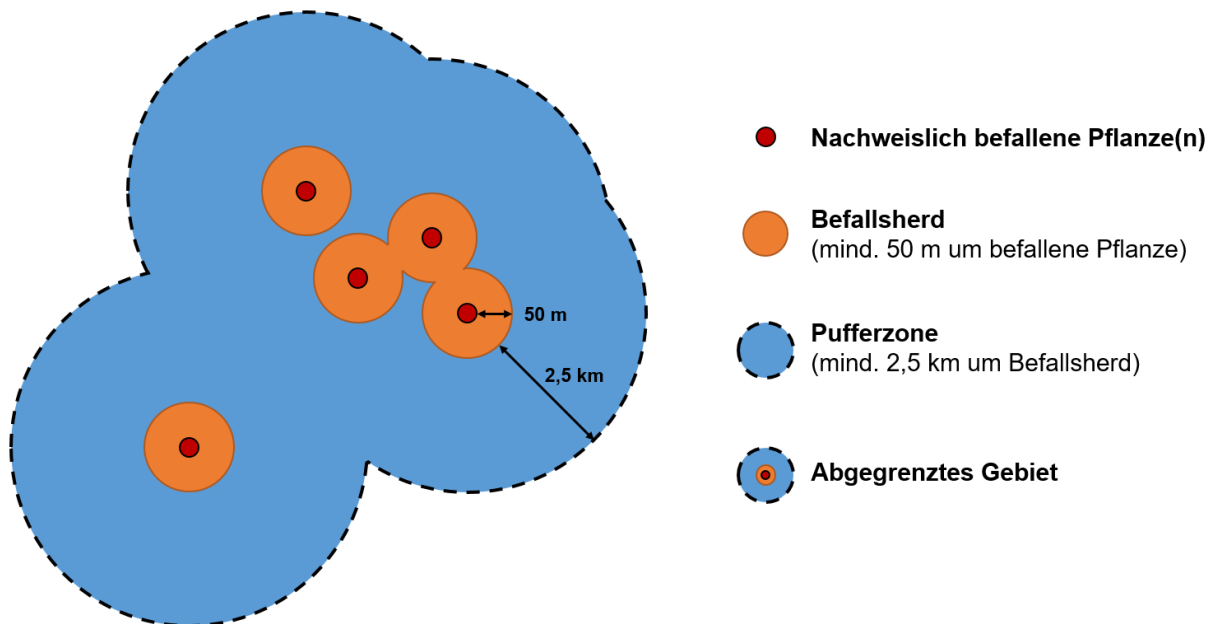 50 m
2,5 km
Nachweislich befallene Pflanze(n)
Befallsherd
(mind. 50 m um befallene Pflanze)
Pufferzone
(mind. 2,5 km um Befallsherd)
Abgegrenztes Gebiet